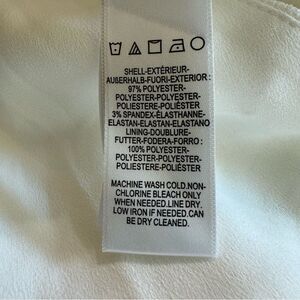 SHELL-EXTÉRIEUR-
AUßERHALB-FUORI-EXTERIOR:
97% POLYESTER-
POLYESTER-POLYESTER-
POLIESTERE-POLIÉSTER
3% SPANDEX-ÉLASTHANNE-
ELASTAN-ELASTAN-ELASTANO
LINING-DOUBLURE-
FUTTER-FODERA-FORRO:
100% POLYESTER-
POLYESTER-POLYESTER-
POLIESTERE-POLIÉSTER
MACHINE WASH COLD.NON-
CHLORINE BLEACH ONLY
WHEN NEEDED.LINE DRY.
LOW IRON IF NEEDED.CAN
BE DRY CLEANED.